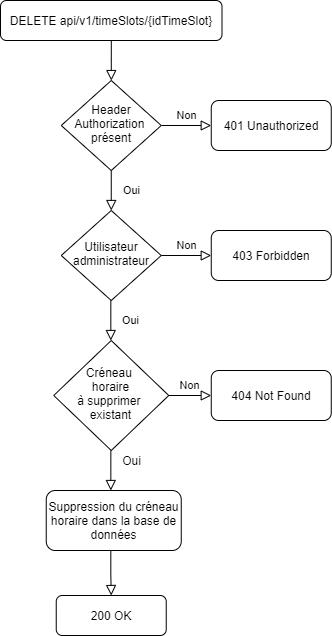 DELETE api/v1/timeSlots/{idTimeSlot}
Header
Authorization
présent
Non
401 Unauthorized
Oui
Utilisateur
administrateur
Non
403 Forbidden
Oui
Créneau
horaire
à supprimer
existant
Non
404 Not Found
Oui
Suppression du créneau
horaire dans la base de
données
200 OK